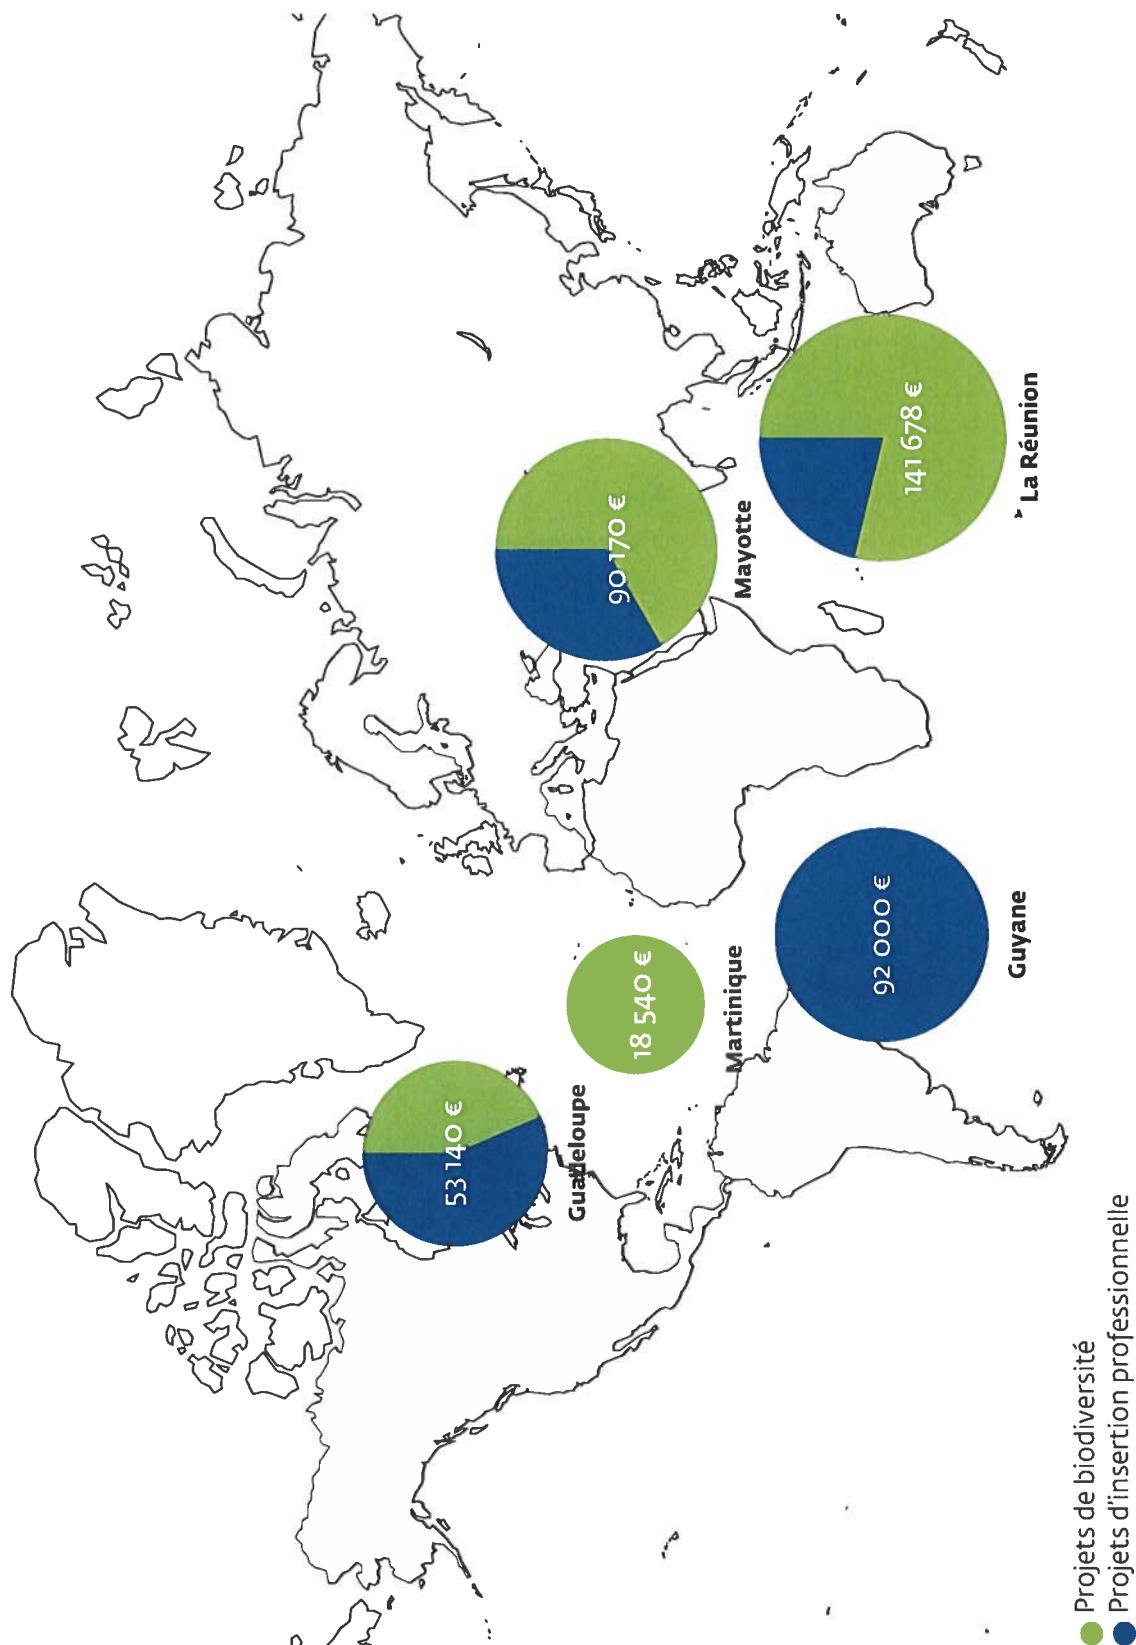 53 140 €
Guadeloupe
18 540 €
Martinique
92 000 €
Guyane
90 170 €
Mayotte
141 678 €
La Réunion
Projets de biodiversité
Projets d'insertion professionnelle